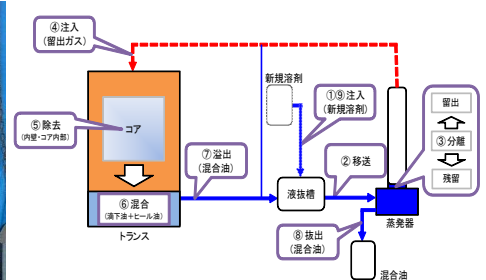 ④注入
(留出ガス)
新規溶剤
①⑨注入
(新規溶剤)
留出
③分離
残留
⑤除去
(内壁・コア内部)
コア
⑦溢出
(混合油)
②移送
液抜槽
⑥混合
(滴下油+ヒール油)
トランス
蒸発器
⑧抜出
(混合油)
混合油